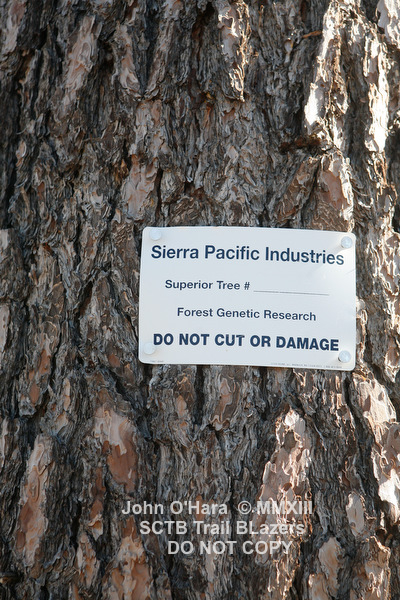 Sierra Pacific Industries
Superior Tree # ____________
Forest Genetic Research
DO NOT CUT OR DAMAGE
John O'Hara © MMXIII
SCTB Trail BLazers
DO NOT COPY